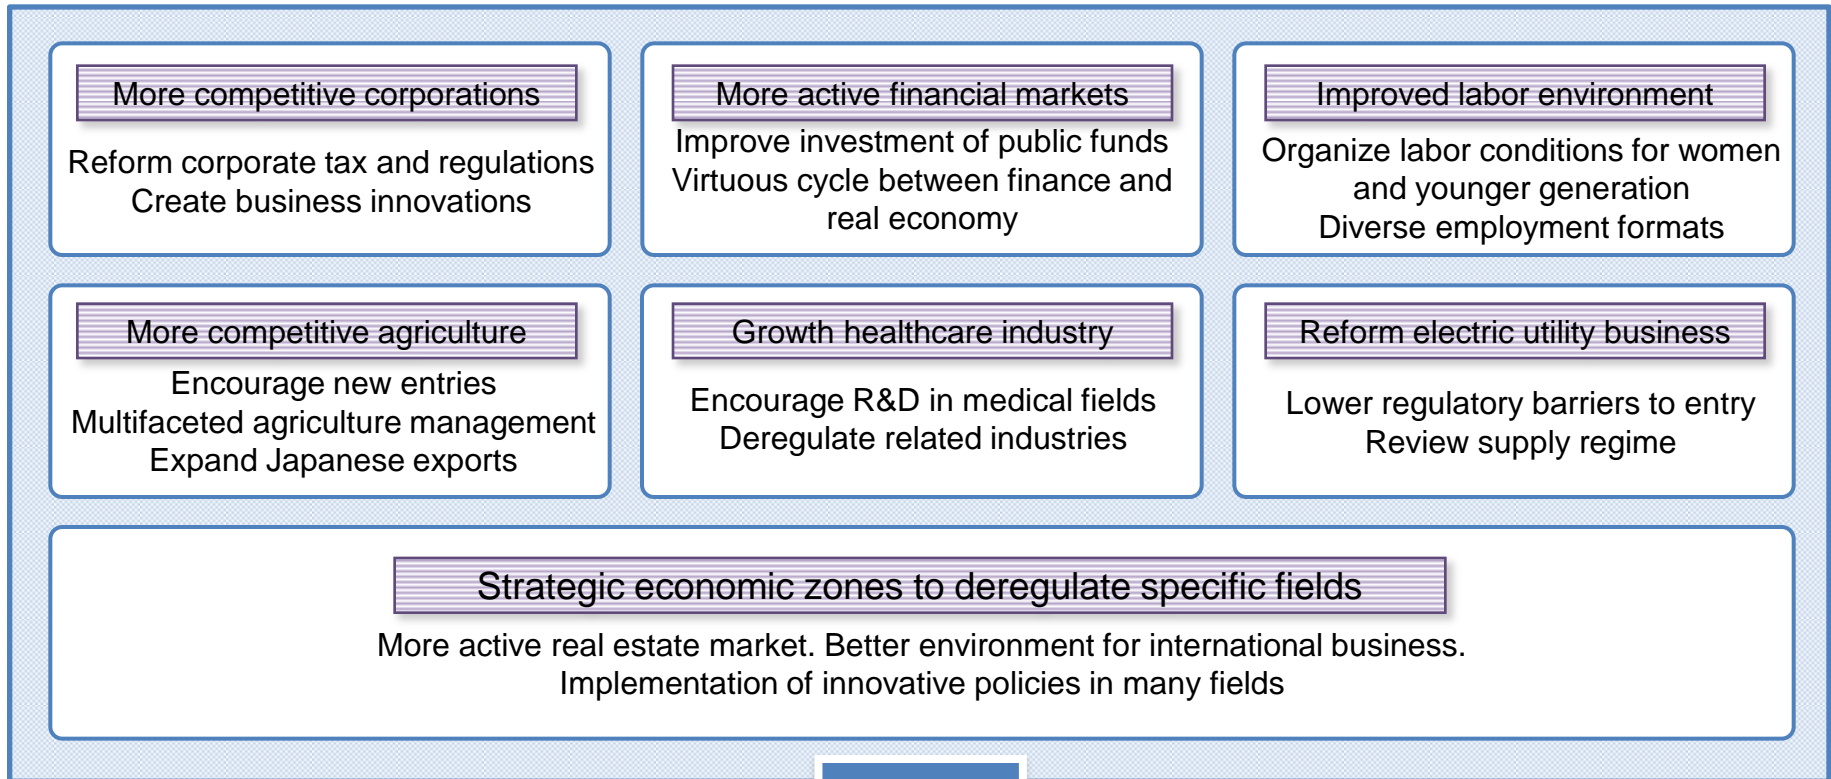 More competitive corporations
Reform corporate tax and regulations
Create business innovations
More active financial markets
Improve investment of public funds
Virtuous cycle between finance and
real economy
Improved labor environment
Organize labor conditions for women
and younger generation
Diverse employment formats
More competitive agriculture
Encourage new entries
Multifaceted agriculture management
Expand Japanese exports
Growth healthcare industry
Encourage R&D in medical fields
Deregulate related industries
Reform electric utility business
Lower regulatory barriers to entry
Review supply regime
Strategic economic zones to deregulate specific fields
More active real estate market. Better environment for international business.
Implementation of innovative policies in many fields